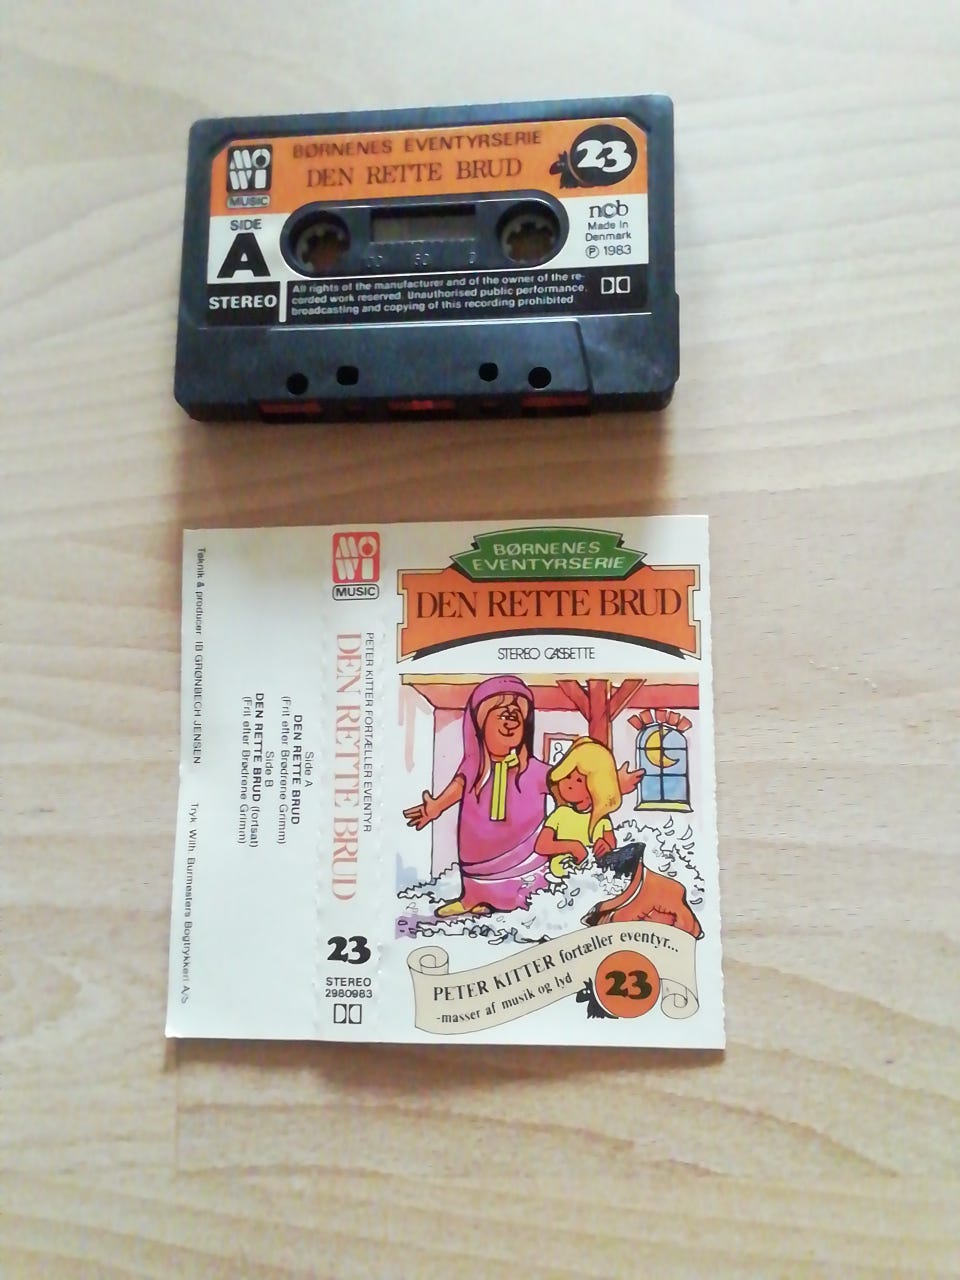 MOWI
MUSIC
BØRNENES EVENTYRSERIE
DEN RETTE BRUD
23
SIDE
A
STEREO
ncb
Made in
Denmark
Ⓟ 1983
All rights of the manufacturer and of the owner of the re-
corded work reserved. Unauthorised public performance,
broadcasting and copying of this recording prohibited.
100 50 0
BØRNENES
EVENTYRSERIE
DEN RETTE BRUD
STEREO CASSETTE
PETER KITTER fortæller eventyr...
-masser af musik og lyd
23
MOWI
MUSIC
PETER KITTER FORTÆLLER EVENTYR
DEN RETTE BRUD
23
STEREO
2980983
Side A
DEN RETTE BRUD
(Frit efter Brødrene Grimm)
Side B
DEN RETTE BRUD (fortsat)
(Frit efter Brødrene Grimm)
Teknik & producer: IB GRØNBECH JENSEN
Tryk: Wilh. Burmesters Bogtrykkeri A/S